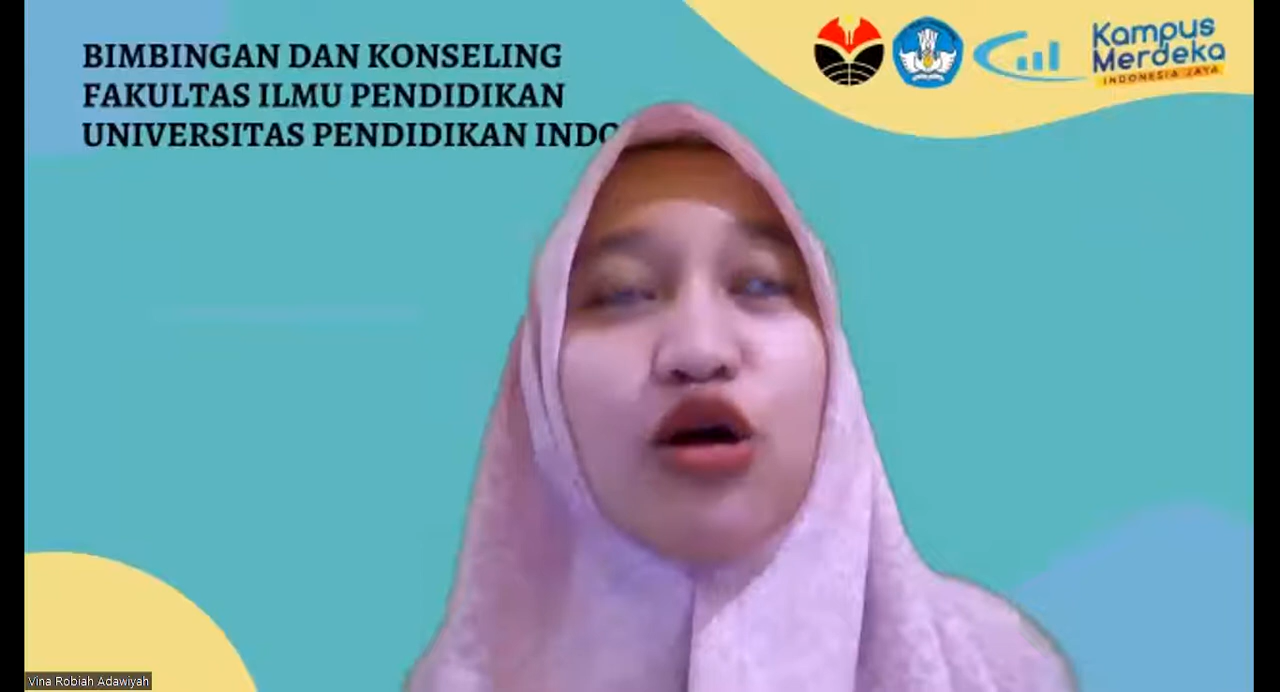 BIMBINGAN DAN KONSELING
FAKULTAS ILMU PENDIDIKAN
UNIVERSITAS PENDIDIKAN INDO
Kampus
Merdeka
INDONESIA JAYA
Vina Robiah Adawiyah